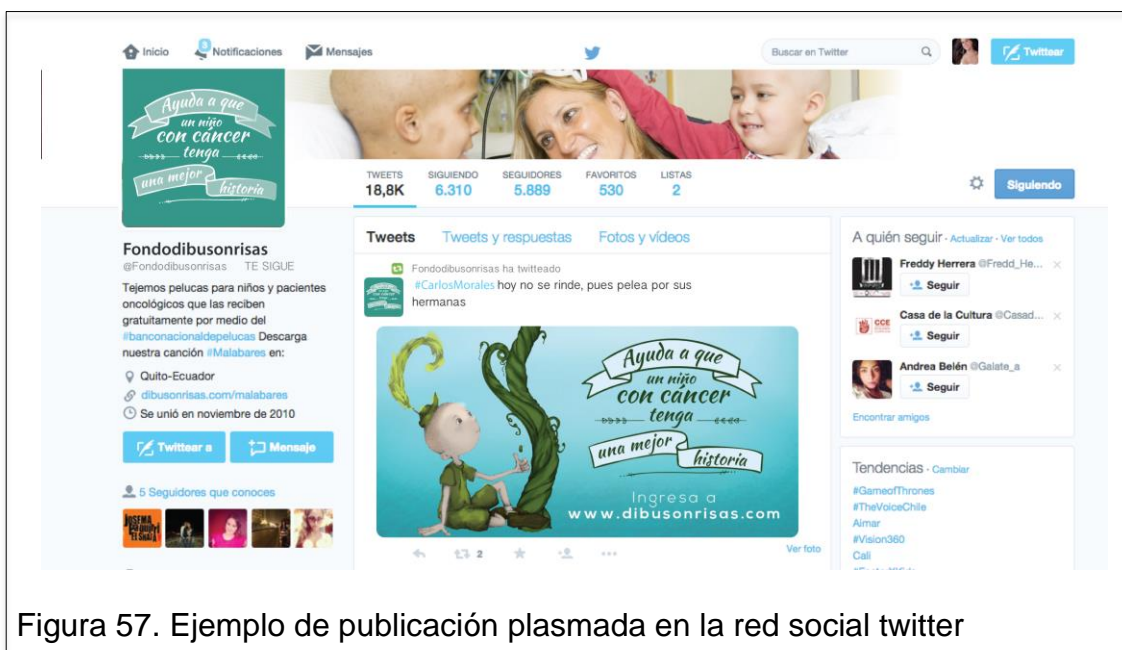 Inicio
3
Notificaciones
Mensajes
Buscar en Twitter
Twittear
Ayuda a que
un niño
con cáncer
tenga
una mejor
historia
TWEETS
18,8K
SIGUIENDO
6.310
SEGUIDORES
5.889
FAVORITOS
530
LISTAS
2
Siguiendo
Fondodibusonrisas
@Fondodibusonrisas TE SIGUE
Tejemos pelucas para niños y pacientes
oncológicos que las reciben
gratuitamente por medio del
#banconacionaldepelucas Descarga
nuestra canción #Malabares en:
Quito-Ecuador
dibusonrisas.com/malabares
Se unió en noviembre de 2010
Twittear a
Mensaje
5 Seguidores que conoces
Tweets Tweets y respuestas Fotos y vídeos
Fondodibusonrisas ha twitteado
#CarlosMorales hoy no se rinde, pues pelea por sus
hermanas
Ayuda a que
un niño
con cáncer
tenga
una mejor
historia
Ingresa a
www.dibusonrisas.com
2
Ver foto
A quién seguir · Actualizar · Ver todos
Freddy Herrera @Fredd_He...
Seguir
CCE
Casa de la Cultura @Casad...
Seguir
Andrea Belén @Galate_a
Seguir
Encontrar amigos
Tendencias · Cambiar
#GameofThrones
#TheVoiceChile
Aimar
#Vision360
Cali
Figura 57. Ejemplo de publicación plasmada en la red social twitter